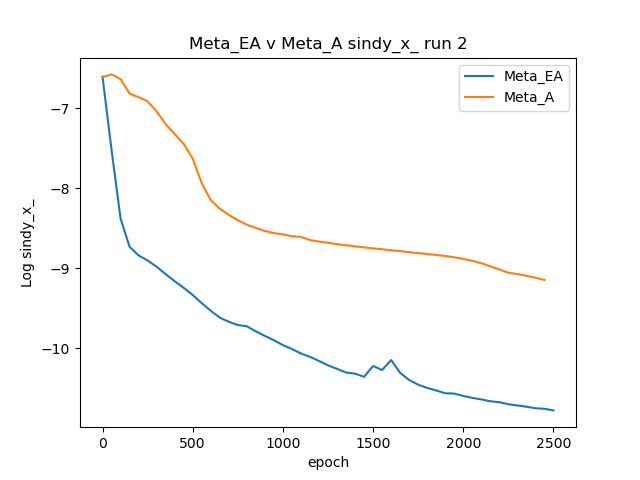 Meta_EA v Meta_A sindy_x_ run 2
Meta_EA
Meta_A
−7
−8
−9
−10
Log sindy_x_
0
500
1000
1500
2000
2500
epoch